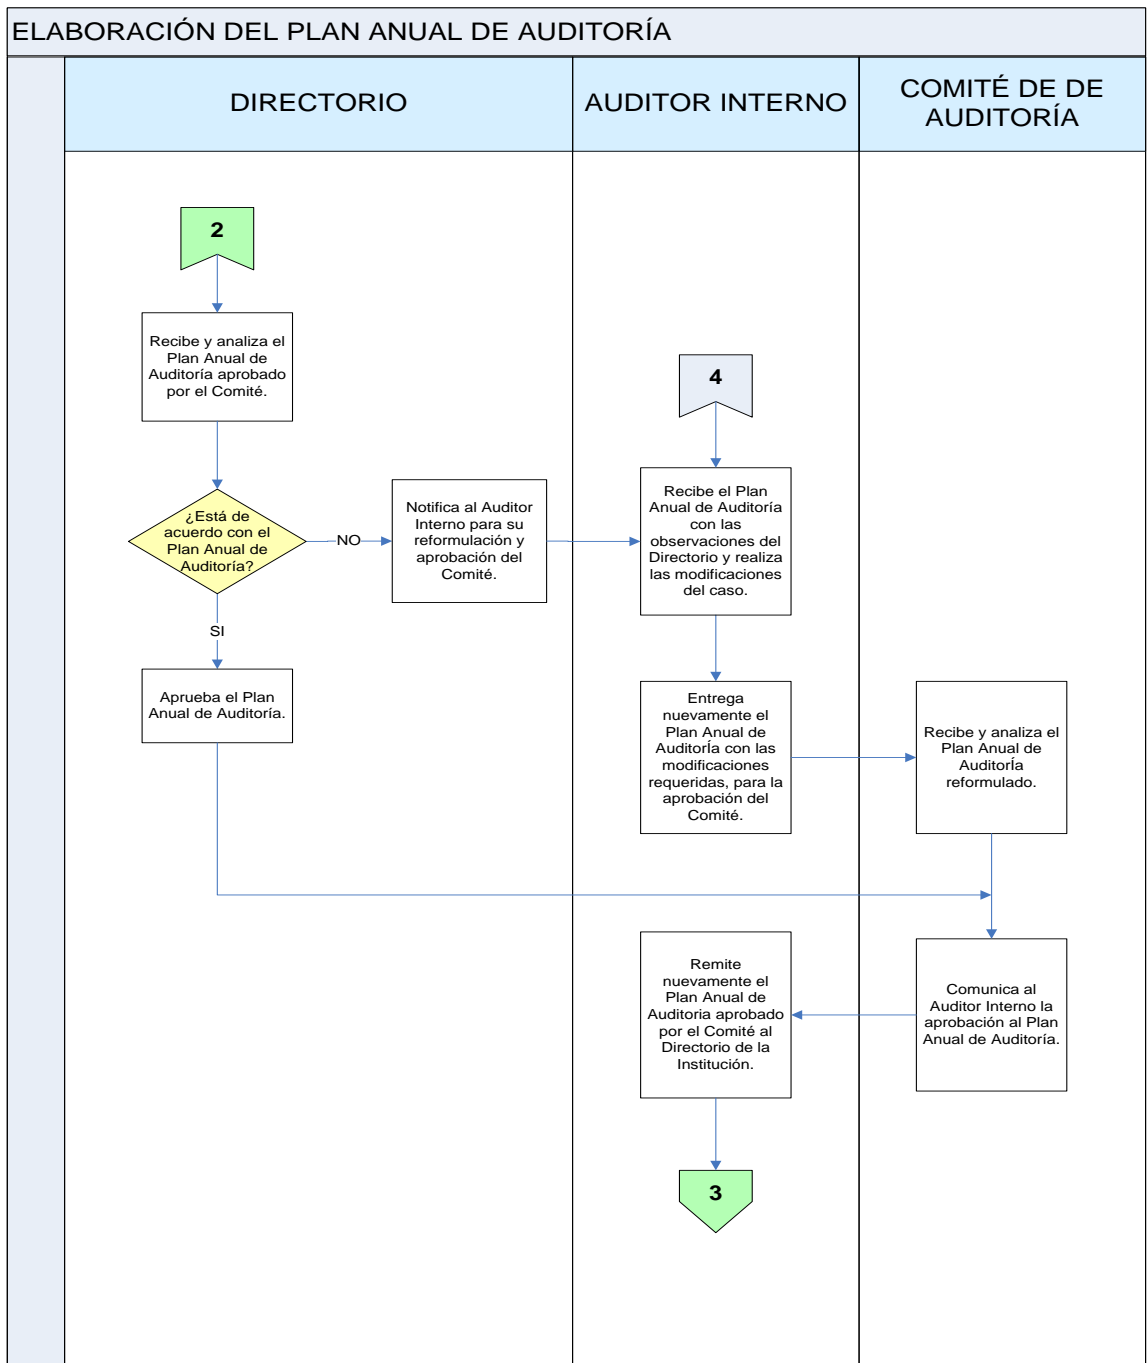 ELABORACIÓN DEL PLAN ANUAL DE AUDITORÍA
DIRECTORIO
AUDITOR INTERNO
COMITÉ DE DE
AUDITORÍA
2
Recibe y analiza el
Plan Anual de
Auditoría aprobado
por el Comité.
¿Está de
acuerdo con el
Plan Anual de
Auditoría?
NO
Notifica al Auditor
Interno para su
reformulación y
aprobación del
Comité.
SI
Aprueba el Plan
Anual de Auditoría.
4
Recibe el Plan
Anual de Auditoría
con las
observaciones del
Directorio y realiza
las modificaciones
del caso.
Entrega
nuevamente el
Plan Anual de
AuditorÍa con las
modificaciones
requeridas, para la
aprobación del
Comité.
Recibe y analiza el
Plan Anual de
AuditorÍa
reformulado.
Comunica al
Auditor Interno la
aprobación al Plan
Anual de Auditoría.
Remite
nuevamente el
Plan Anual de
Auditoria aprobado
por el Comité al
Directorio de la
Institución.
3